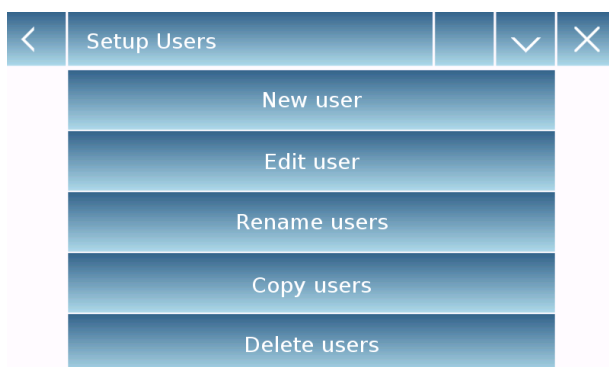 Setup Users
New user
Edit user
Rename users
Copy users
Delete users